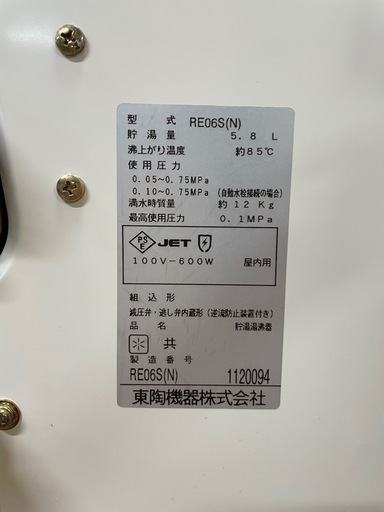 型 式 RE06S(N)
貯湯量 5.8 L
沸上がり温度 約85℃
使用圧力
0.05~0.75MPa
0.10~0.75MPa (自動水栓接続の場合)
満水時質量 約12Kg
最高使用圧力 0.1MPa
PSE JET
100V-600W 屋内用
組込形
減圧弁・逃し弁内蔵形(逆流防止装置付き)
品 名 貯湯湯沸器
共
製造番号
RE06S(N) 1120094
東陶機器株式会社